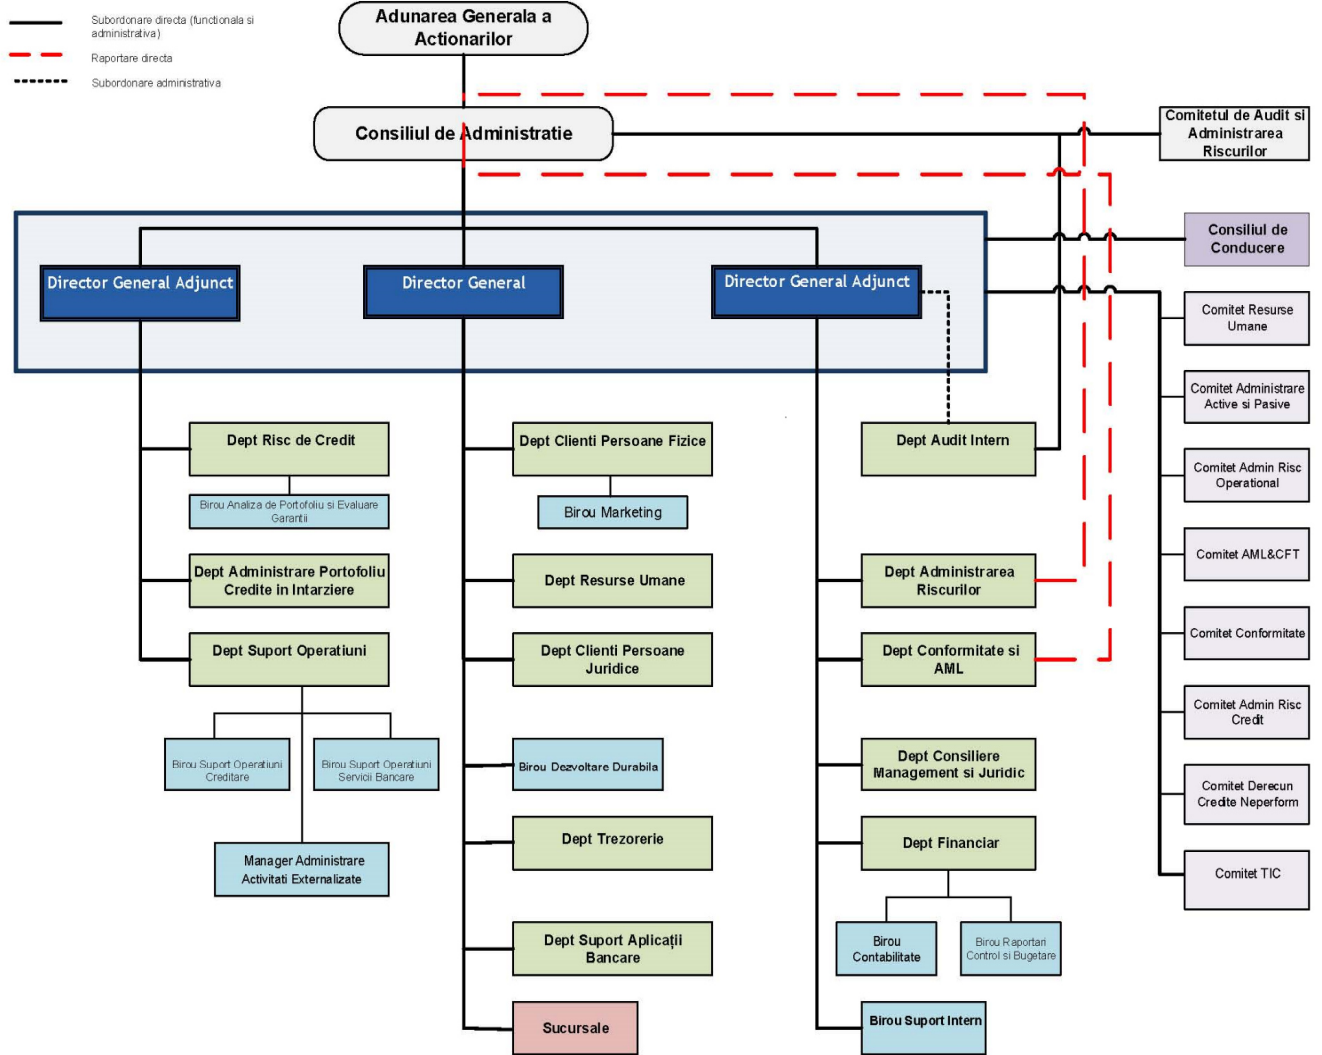 Subordonare directa (functionala si
administrativa)
Raportare directa
Subordonare administrativa
Adunarea Generala a
Actionarilor
Consiliul de Administratie
Comitetul de Audit si
Administrarea
Riscurilor
Consiliul de
Conducere
Director General Adjunct
Director General
Director General Adjunct
Comitet Resurse
Umane
Comitet Administrare
Active si Pasive
Comitet Admin Risc
Operational
Comitet AML&CFT
Comitet Conformitate
Comitet Admin Risc
Credit
Comitet Derecun
Credite Neperform
Comitet TIC
Dept Risc de Credit
Birou Analiza de Portofoliu si Evaluare
Garantii
Dept Administrare Portofoliu
Credite in Intarziere
Dept Suport Operatiuni
Birou Suport Operatiuni
Creditare
Birou Suport Operatiuni
Servicii Bancare
Manager Administrare
Activitati Externalizate
Dept Clienti Persoane Fizice
Birou Marketing
Dept Resurse Umane
Dept Clienti Persoane
Juridice
Birou Dezvoltare Durabila
Dept Trezorerie
Dept Suport Aplicații
Bancare
Sucursale
Dept Audit Intern
Dept Administrarea
Riscurilor
Dept Conformitate si
AML
Dept Consiliere
Management si Juridic
Dept Financiar
Birou
Contabilitate
Birou Raportari
Control si Bugetare
Birou Suport Intern